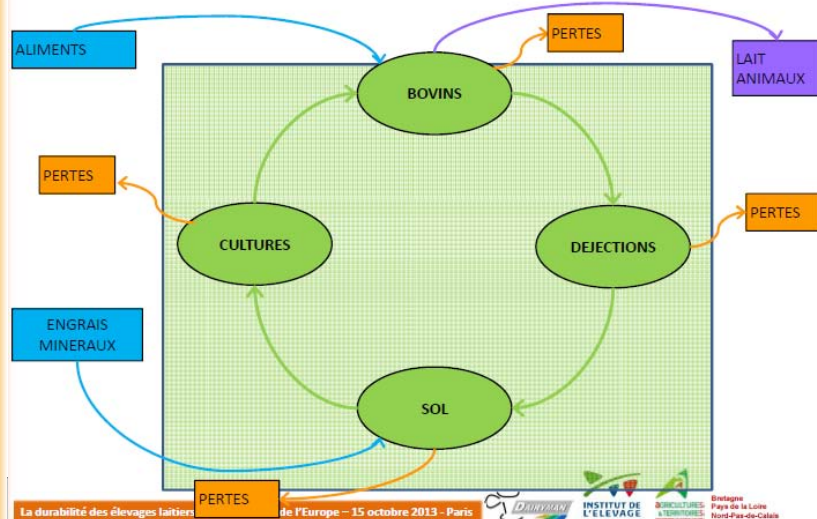 ALIMENTS
PERTES
LAIT
ANIMAUX
BOVINS
PERTES
PERTES
CULTURES
DEJECTIONS
ENGRAIS
MINERAUX
SOL
PERTES
La durabilité des élevages laitiers
de l'Europe – 15 octobre 2013 - Paris
DAIRYMAN
INSTITUT DE
L'ELEVAGE
AGRICULTURES
& TERRITOIRES
Bretagne
Pays de la Loire
Nord-Pas-de-Calais